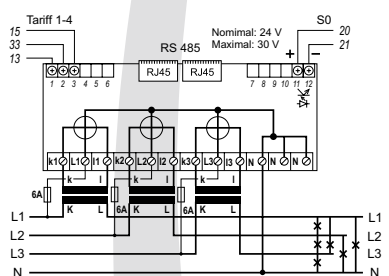 Tariff 1-4
S0
15
33
13
RS 485
Nomimal: 24 V
Maximal: 30 V
20
21
+ −
RJ45 RJ45
1 2 3 4 5 6
7 8 9 10 11 12
k1 L1 l1 k2 L2 l2 k3 L3 l3 N N N
k l k l k l
6A 6A 6A
K L K L K L
L1 L1
L2 L2
L3 L3
N N